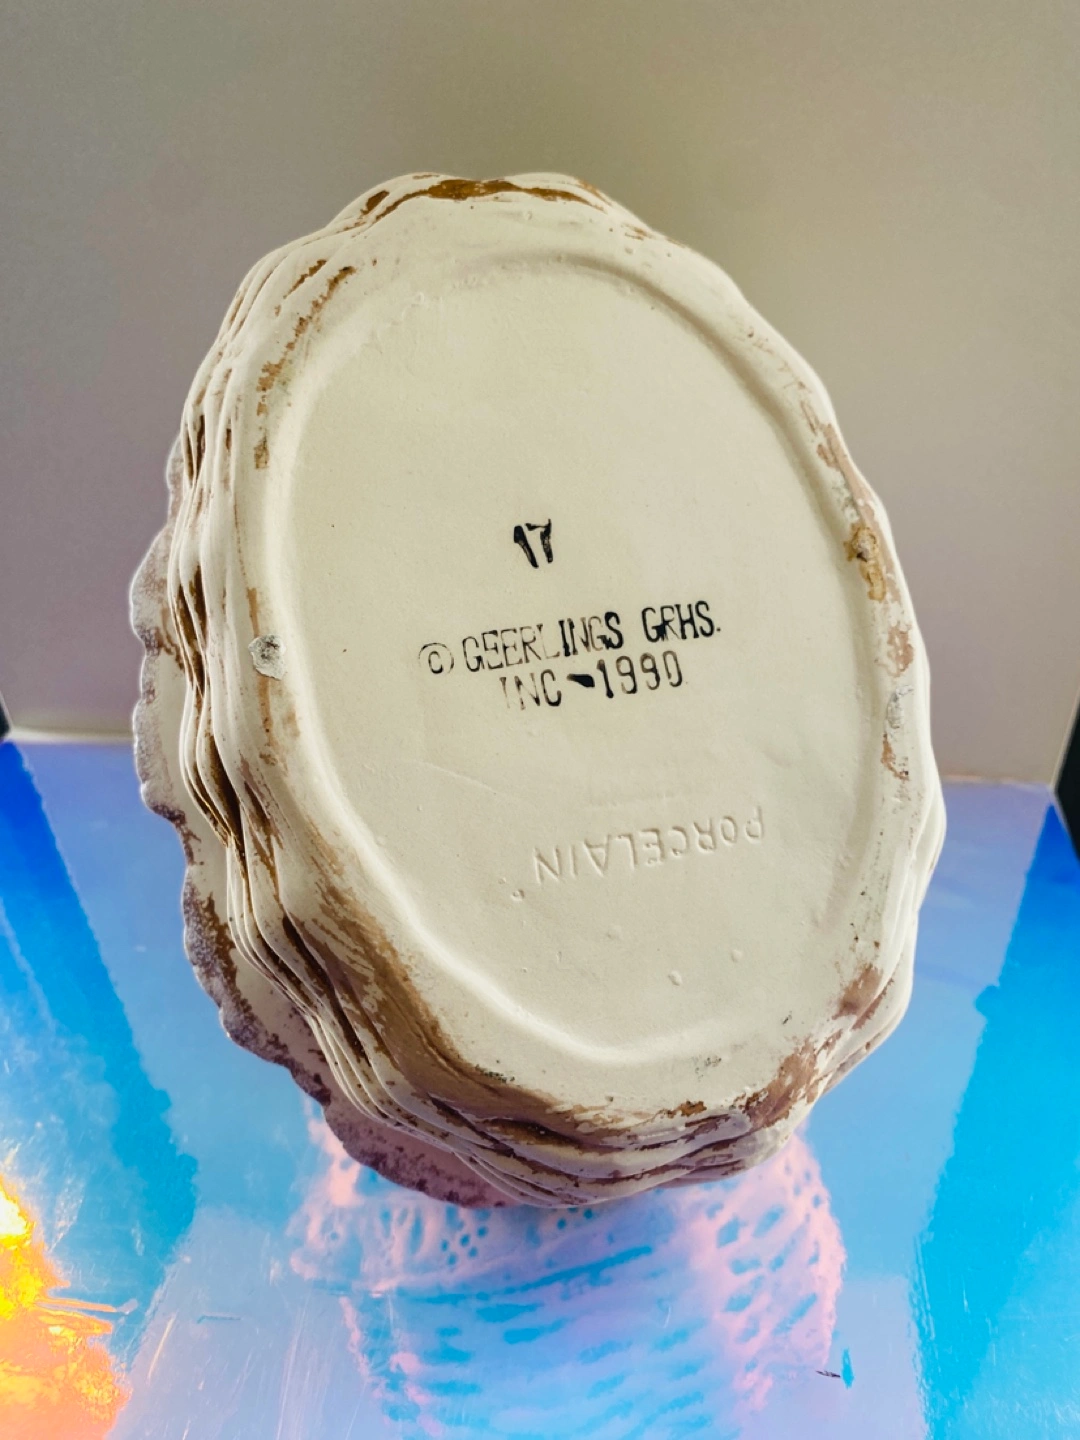 17
© GEERLINGS GRHS.
INC - 1990
PORCELAIN